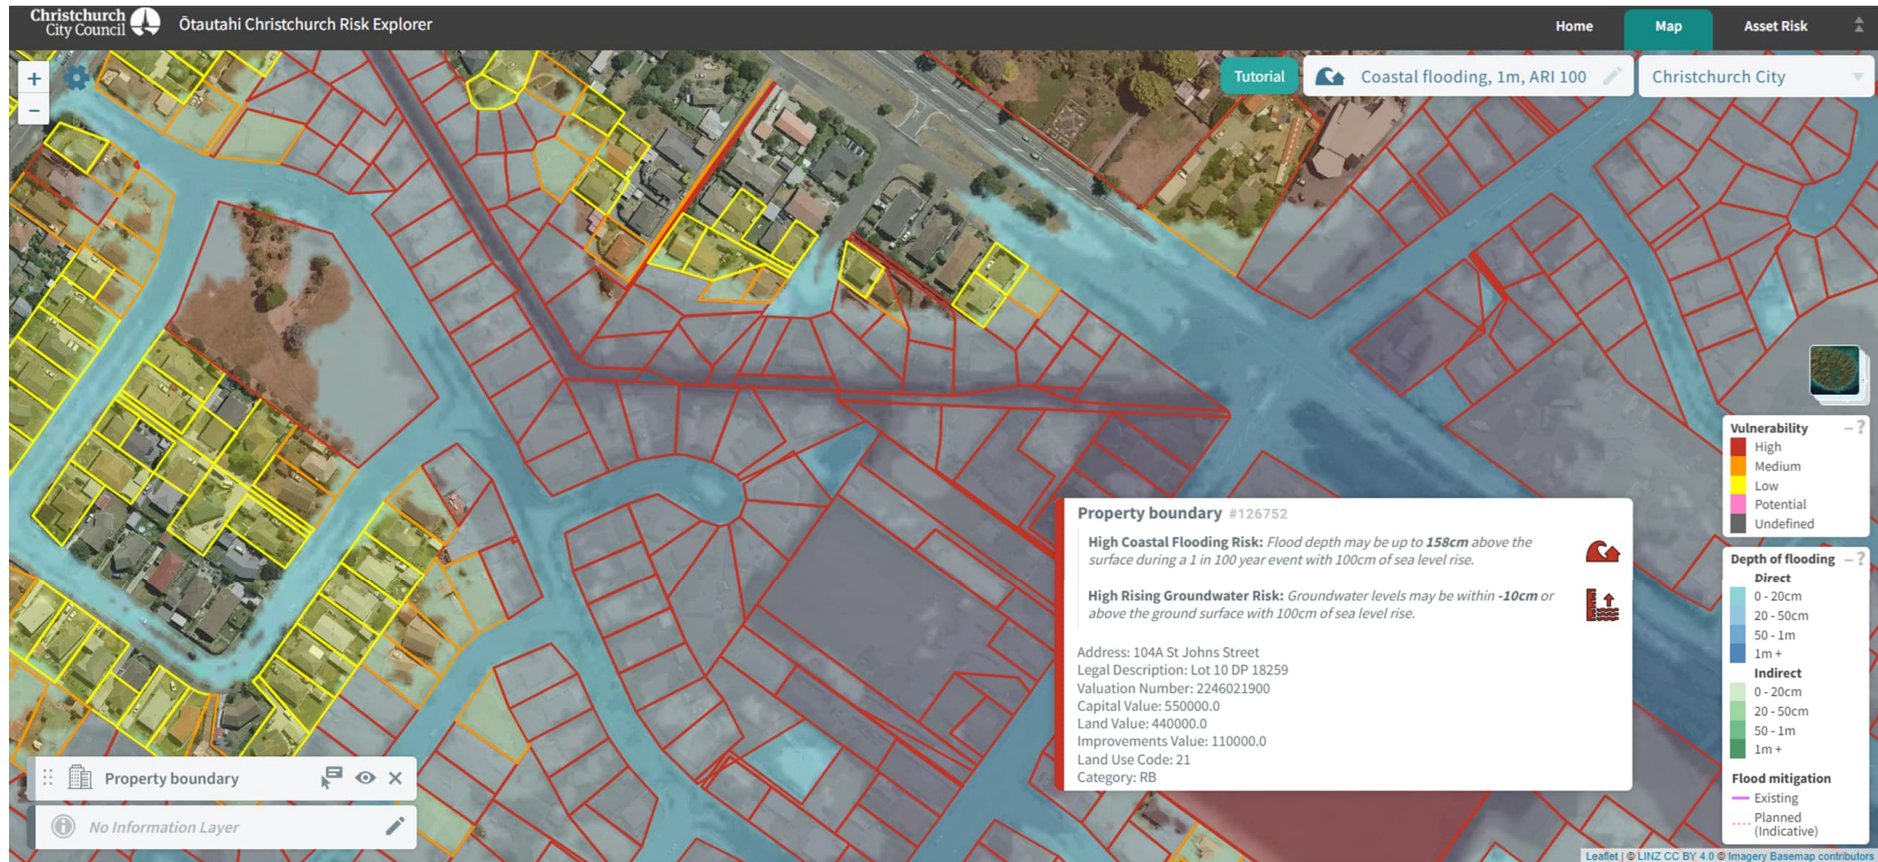 Christchurch
City Council
Ōtautahi Christchurch Risk Explorer
Home
Map
Asset Risk
+
−
Tutorial
Coastal flooding, 1m, ARI 100
Christchurch City
Vulnerability
− ?
High
Medium
Low
Potential
Undefined
Property boundary #126752
High Coastal Flooding Risk: Flood depth may be up to 158cm above the
surface during a 1 in 100 year event with 100cm of sea level rise.
High Rising Groundwater Risk: Groundwater levels may be within -10cm or
above the ground surface with 100cm of sea level rise.
Address: 104A St Johns Street
Legal Description: Lot 10 DP 18259
Valuation Number: 2246021900
Capital Value: 550000.0
Land Value: 440000.0
Improvements Value: 110000.0
Land Use Code: 21
Category: RB
Depth of flooding
− ?
Direct
0 - 20cm
20 - 50cm
50 - 1m
1m +
Indirect
0 - 20cm
20 - 50cm
50 - 1m
1m +
Flood mitigation
Existing
Planned
(Indicative)
Property boundary
No Information Layer
Leaflet | © LINZ CC BY 4.0 © Imagery Basemap contributors